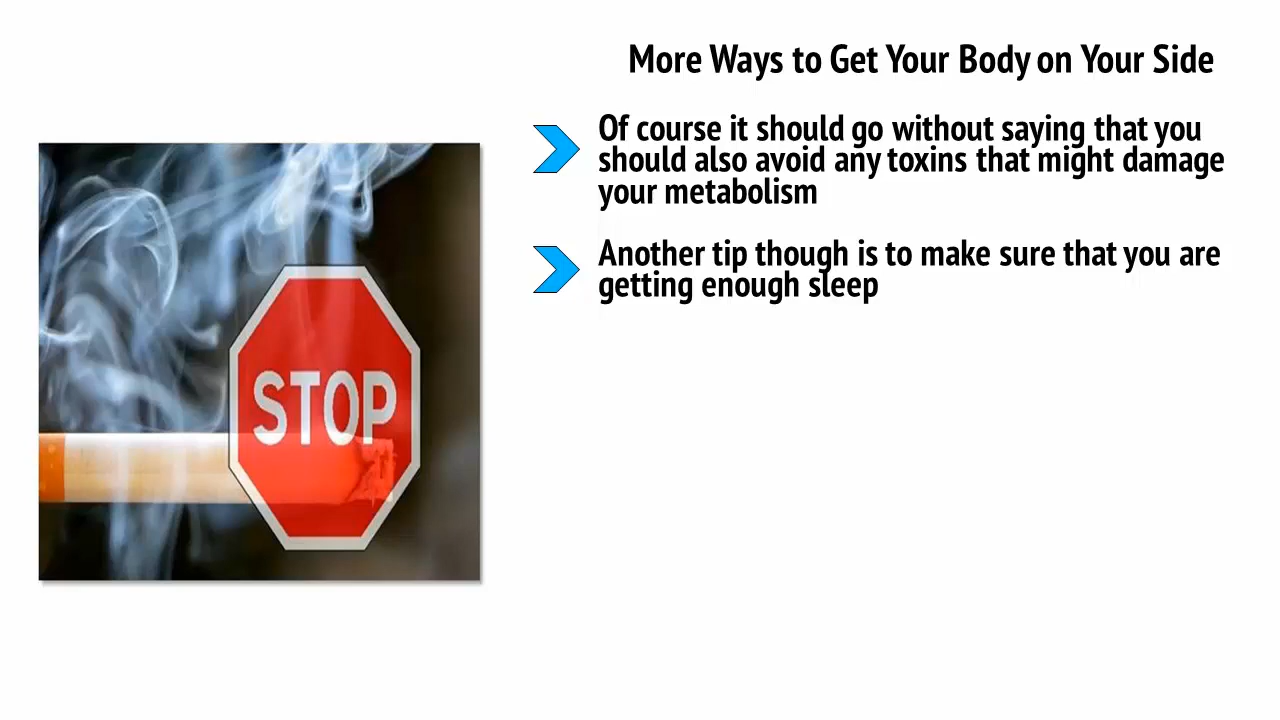 More Ways to Get Your Body on Your Side
Of course it should go without saying that you
should also avoid any toxins that might damage
your metabolism
Another tip though is to make sure that you are
getting enough sleep
STOP